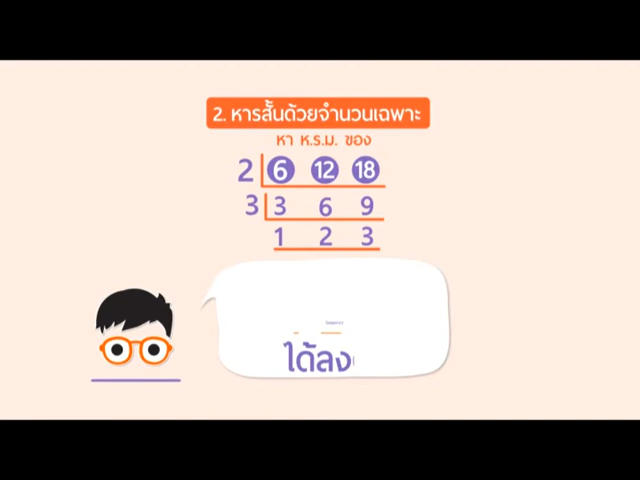 2. หารสั้นด้วยจำนวนเฉพาะ
หา ห.ร.ม. ของ
2 6 12 18
3 3 6 9
1 2 3
ได้ลง